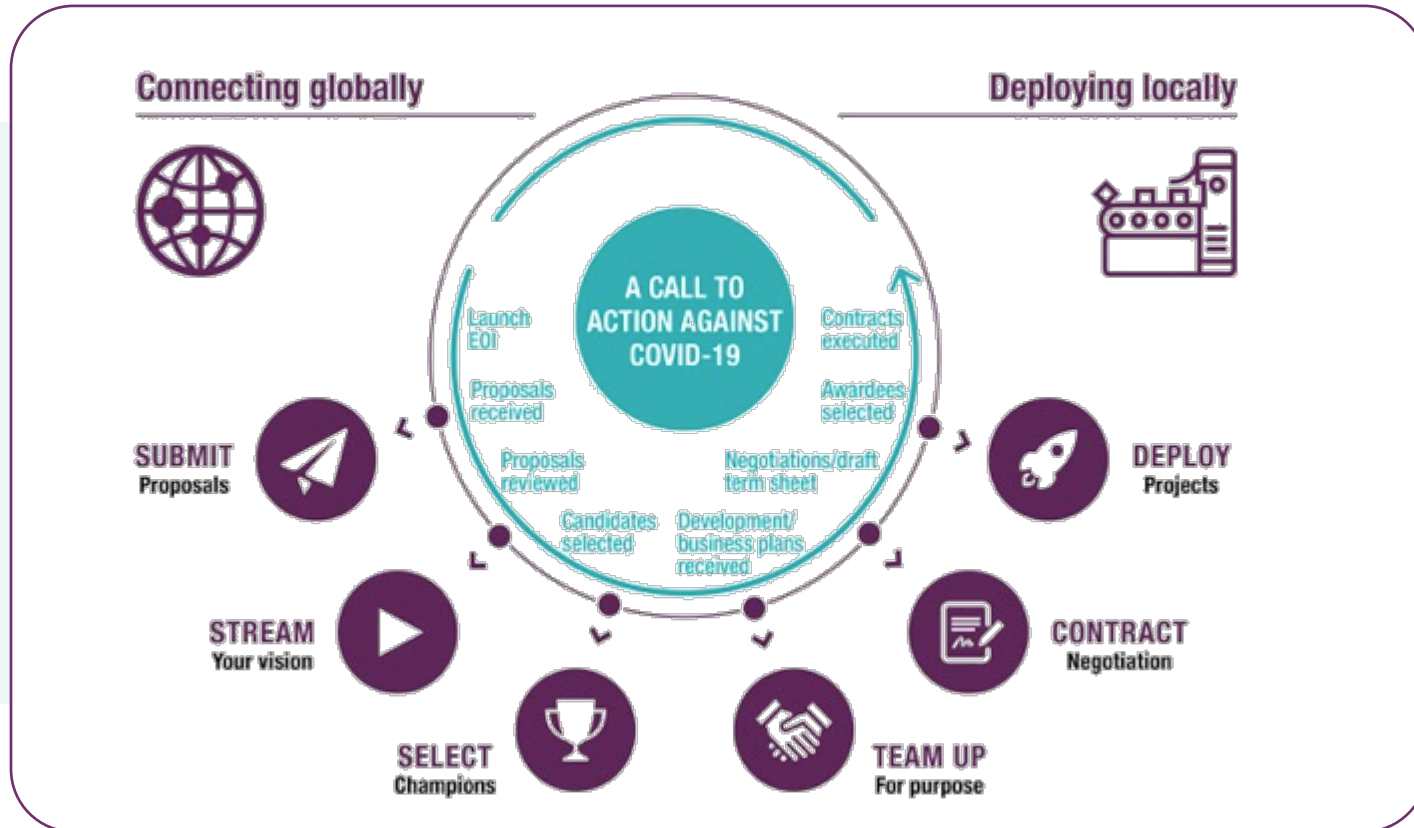 Connecting globally
Deploying locally
A CALL TO
ACTION AGAINST
COVID-19
Launch
EOI
Proposals
received
Proposals
reviewed
Candidates
selected
Development/
business plans
received
Negotiations/draft
term sheet
Awardees
selected
Contracts
executed
SUBMIT
Proposals
STREAM
Your vision
SELECT
Champions
TEAM UP
For purpose
CONTRACT
Negotiation
DEPLOY
Projects